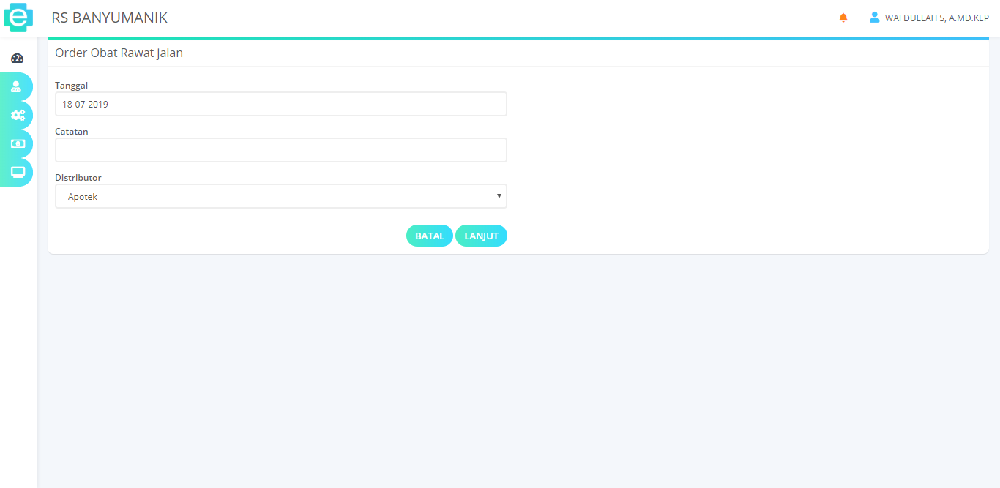 RS BANYUMANIK
WAFDULLAH S, A.MD.KEP
Order Obat Rawat jalan
Tanggal
18-07-2019
Catatan
Distributor
Apotek
BATAL
LANJUT